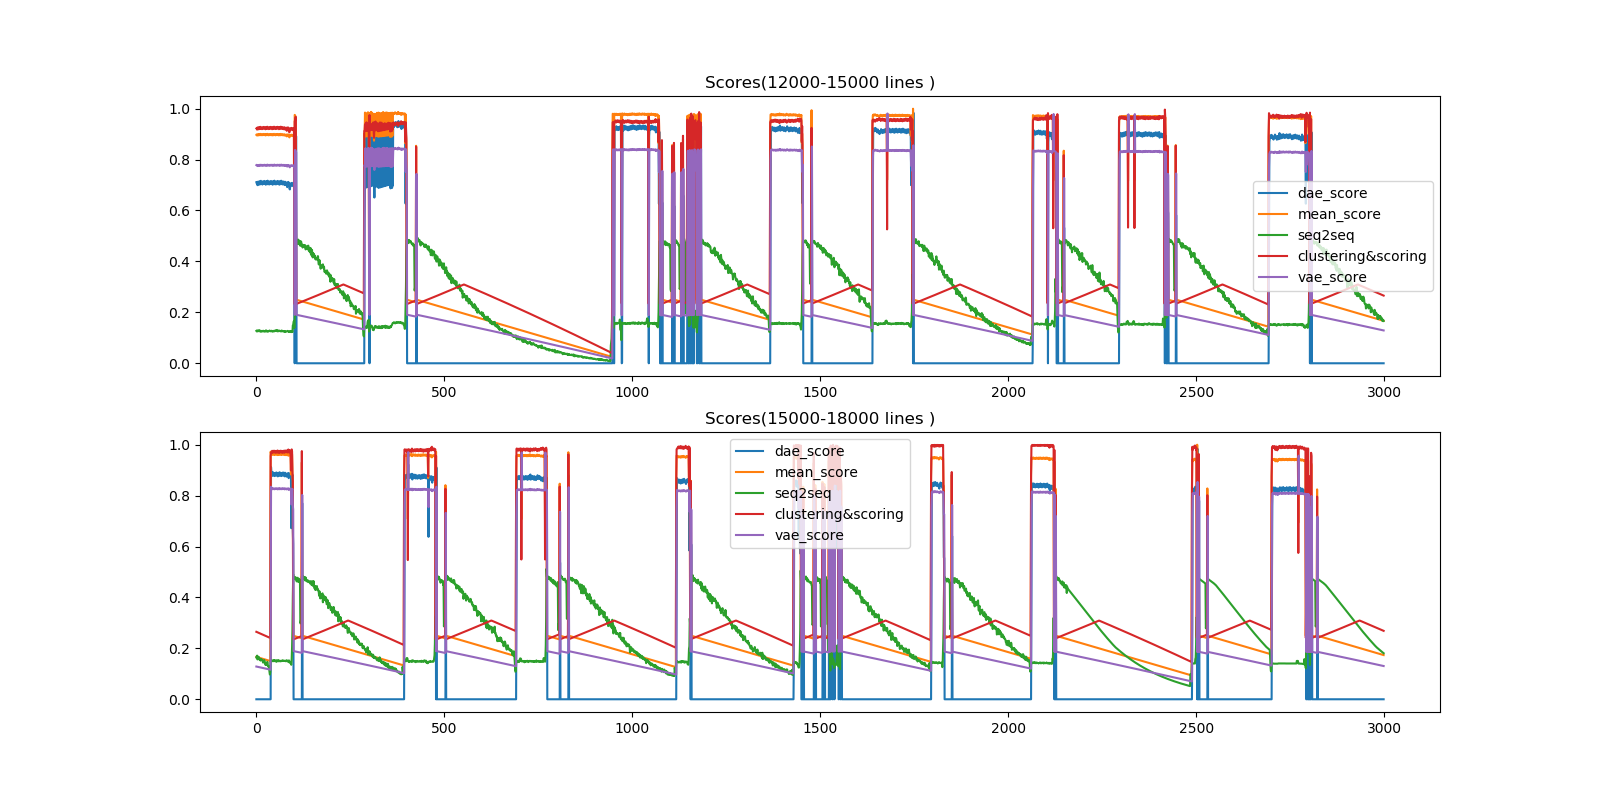 Scores(12000-15000 lines )
1.0
0.8
0.6
0.4
0.2
0.0
dae_score
mean_score
seq2seq
clustering&scoring
vae_score
0 500 1000 1500 2000 2500 3000
Scores(15000-18000 lines )
1.0
0.8
0.6
0.4
0.2
0.0
dae_score
mean_score
seq2seq
clustering&scoring
vae_score
0 500 1000 1500 2000 2500 3000